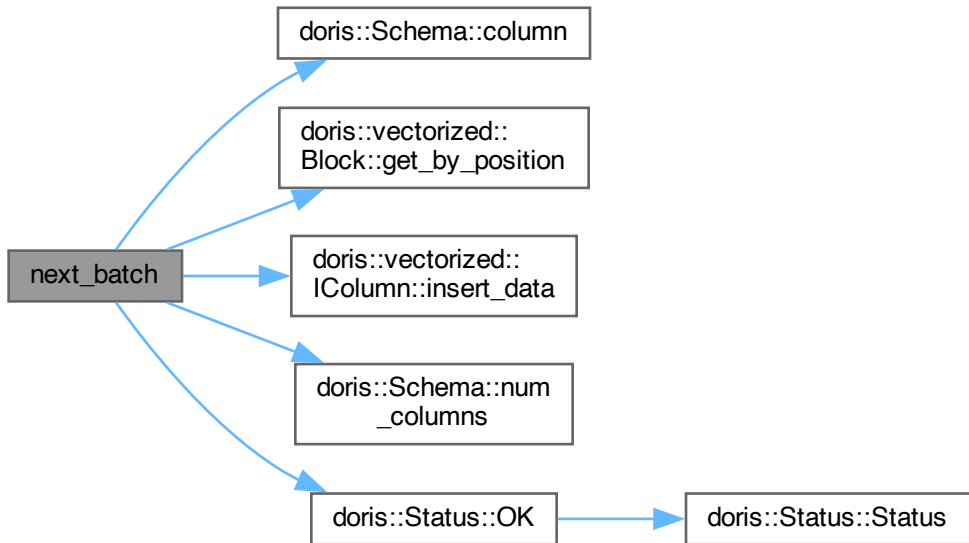 doris::Schema::column
doris::vectorized::
Block::get_by_position
next_batch
doris::vectorized::
IColumn::insert_data
doris::Schema::num
_columns
doris::Status::OK
doris::Status::Status